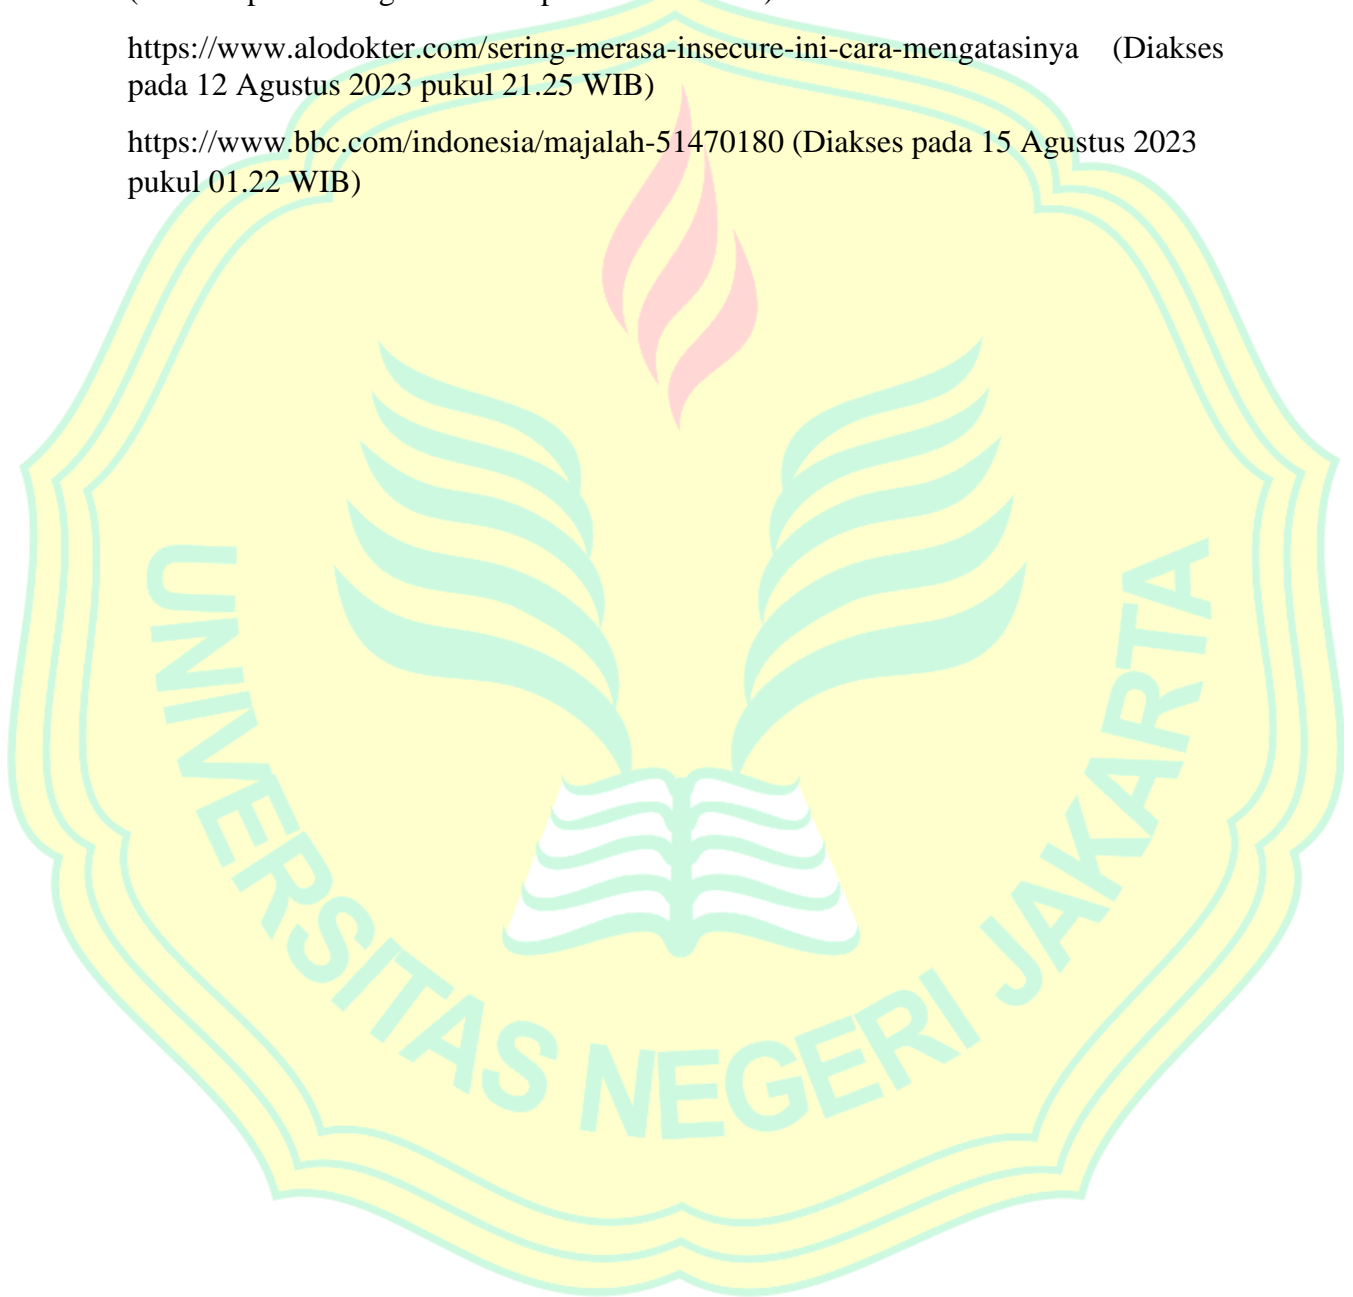 https://www.alodokter.com/sering-merasa-insecure-ini-cara-mengatasinya (Diakses
pada 12 Agustus 2023 pukul 21.25 WIB)
https://www.bbc.com/indonesia/majalah-51470180 (Diakses pada 15 Agustus 2023
pukul 01.22 WIB)
UNIVERSITAS NEGERI JAKARTA